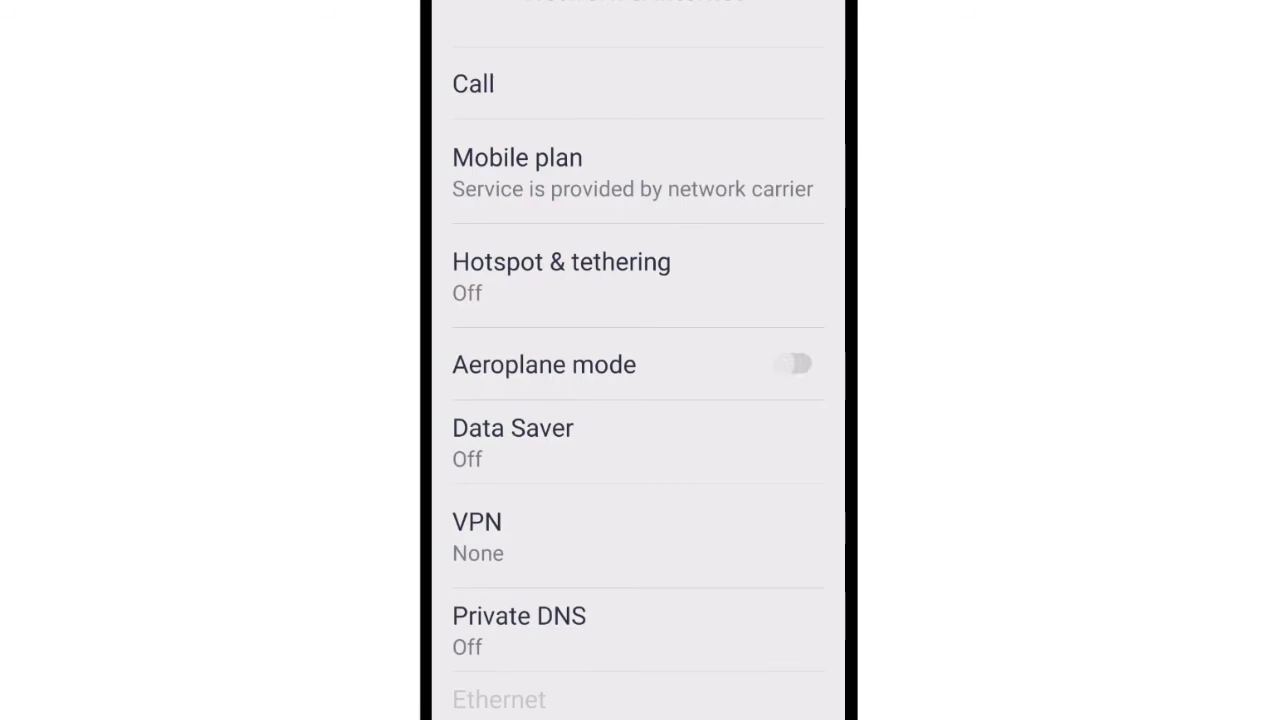 Call
Mobile plan
Service is provided by network carrier
Hotspot & tethering
Off
Aeroplane mode
Data Saver
Off
VPN
None
Private DNS
Off
Ethernet